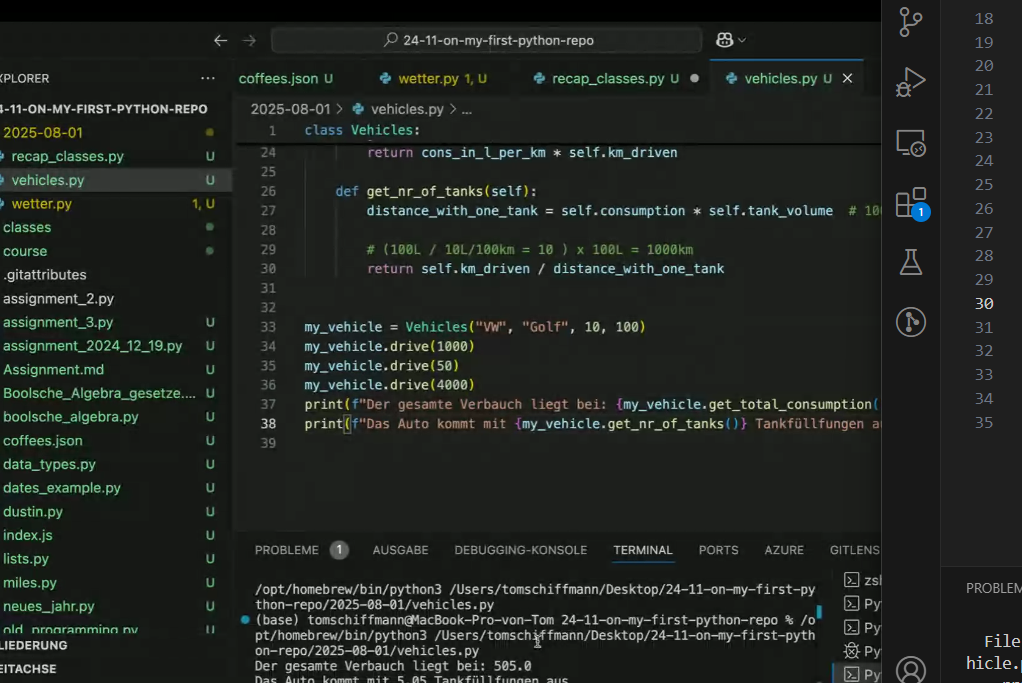 24-11-on-my-first-python-repo
XPLORER
coffees.json U
wetter.py 1, U
recap_classes.py U
vehicles.py U
4-11-ON-MY-FIRST-PYTHON-REPO
2025-08-01
recap_classes.py U
vehicles.py U
wetter.py 1, U
classes
course
.gitattributes
assignment_2.py
assignment_3.py U
assignment_2024_12_19.py U
Assignment.md U
Boolsche_Algebra_gesetze.... U
boolsche_algebra.py U
coffees.json U
data_types.py U
dates_example.py U
dustin.py U
index.js U
lists.py U
miles.py U
neues_jahr.py U
old_programming.py U
LIEDERUNG
EITACHSE
2025-08-01 > vehicles.py > ...
1 class Vehicles:
24 return cons_in_l_per_km * self.km_driven
25
26 def get_nr_of_tanks(self):
27 distance_with_one_tank = self.consumption * self.tank_volume # 10
28
29 # (100L / 10L/100km = 10 ) x 100L = 1000km
30 return self.km_driven / distance_with_one_tank
31
32
33 my_vehicle = Vehicles("VW", "Golf", 10, 100)
34 my_vehicle.drive(1000)
35 my_vehicle.drive(50)
36 my_vehicle.drive(4000)
37 print(f"Der gesamte Verbauch liegt bei: {my_vehicle.get_total_consumption(
38 print(f"Das Auto kommt mit {my_vehicle.get_nr_of_tanks()} Tankfüllfungen a
39
PROBLEME 1 AUSGABE DEBUGGING-KONSOLE TERMINAL PORTS AZURE GITLENS
/opt/homebrew/bin/python3 /Users/tomschiffmann/Desktop/24-11-on-my-first-py
thon-repo/2025-08-01/vehicles.py
(base) tomschiffmann@MacBook-Pro-von-Tom 24-11-on-my-first-python-repo % /o
pt/homebrew/bin/python3 /Users/tomschiffmann/Desktop/24-11-on-my-first-pyth
on-repo/2025-08-01/vehicles.py
Der gesamte Verbauch liegt bei: 505.0
Das Auto kommt mit 5.05 Tankfüllfungen aus
zsl
Py
Py
Py
Py
1
18
19
20
21
22
23
24
25
26
27
28
29
30
31
32
33
34
35
PROBLEM
File
hicle.p